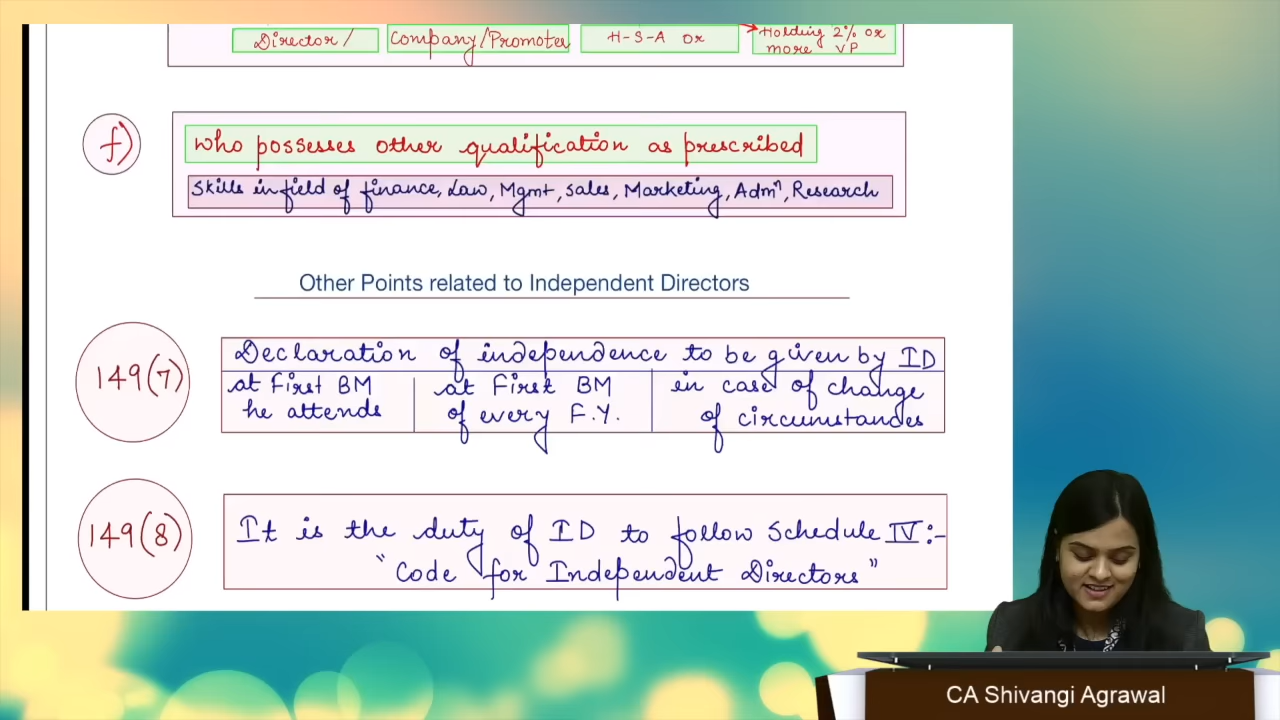 Director/ Company/Promoter H-S-A or Holding 2% or
more VP
f) who possesses other qualification as prescribed
Skills in field of finance, Law, Mgmt, Sales, Marketing, Admⁿ, Research
Other Points related to Independent Directors
149(7)
Declaration of independence to be given by ID
at First BM
he attends
at First BM
of every F.Y.
in case of change
of circumstances
149(8)
It is the duty of ID to follow Schedule IV:-
"Code for Independent Directors"
CA Shivangi Agrawal